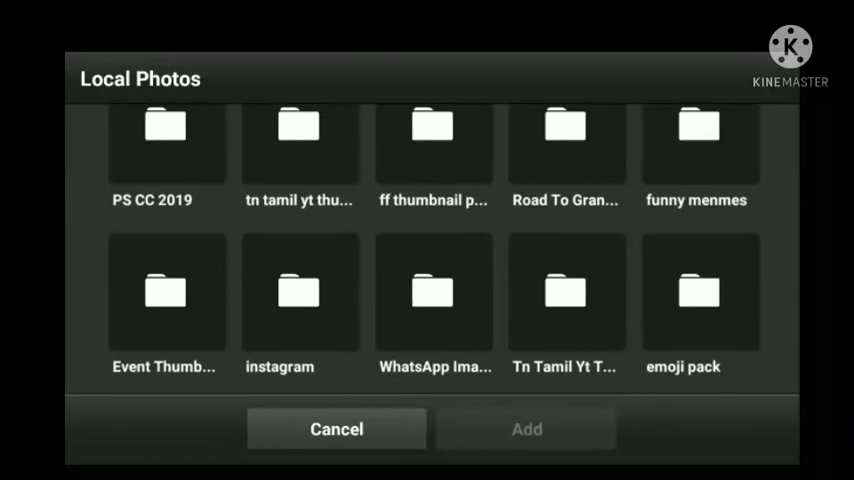 Local Photos
K
KINEMASTER
PS CC 2019
tn tamil yt thu...
ff thumbnail p...
Road To Gran...
funny menmes
Event Thumb...
instagram
WhatsApp Ima...
Tn Tamil Yt T...
emoji pack
Cancel
Add